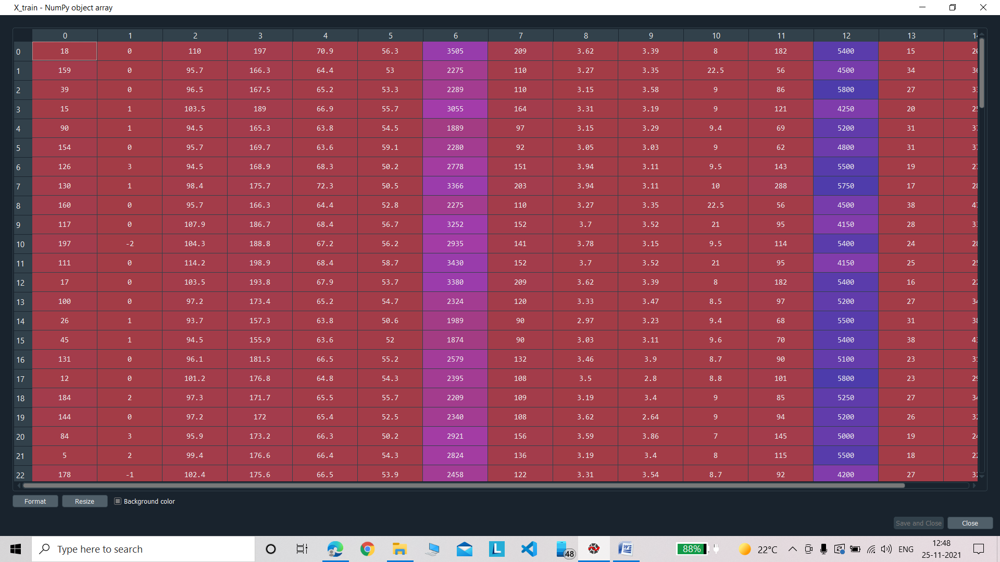 X_train - NumPy object array
0 1 2 3 4 5 6 7 8 9 10 11 12 13
0 18 0 110 197 70.9 56.3 3505 209 3.62 3.39 8 182 5400 15
1 159 0 95.7 166.3 64.4 53 2275 110 3.27 3.35 22.5 56 4500 34
2 39 0 96.5 167.5 65.2 53.3 2289 110 3.15 3.58 9 86 5800 27
3 15 1 103.5 189 66.9 55.7 3055 164 3.31 3.19 9 121 4250 20
4 90 1 94.5 165.3 63.8 54.5 1889 97 3.15 3.29 9.4 69 5200 31
5 154 0 95.7 169.7 63.6 59.1 2280 92 3.05 3.03 9 62 4800 31
6 126 3 94.5 168.9 68.3 50.2 2778 151 3.94 3.11 9.5 143 5500 19
7 130 1 98.4 175.7 72.3 50.5 3366 203 3.94 3.11 10 288 5750 17
8 160 0 95.7 166.3 64.4 52.8 2275 110 3.27 3.35 22.5 56 4500 38
9 117 0 107.9 186.7 68.4 56.7 3252 152 3.7 3.52 21 95 4150 28
10 197 -2 104.3 188.8 67.2 56.2 2935 141 3.78 3.15 9.5 114 5400 24
11 111 0 114.2 198.9 68.4 58.7 3430 152 3.7 3.52 21 95 4150 25
12 17 0 103.5 193.8 67.9 53.7 3380 209 3.62 3.39 8 182 5400 16
13 100 0 97.2 173.4 65.2 54.7 2324 120 3.33 3.47 8.5 97 5200 27
14 26 1 93.7 157.3 63.8 50.6 1989 90 2.97 3.23 9.4 68 5500 31
15 45 1 94.5 155.9 63.6 52 1874 90 3.03 3.11 9.6 70 5400 38
16 131 0 96.1 181.5 66.5 55.2 2579 132 3.46 3.9 8.7 90 5100 23
17 12 0 101.2 176.8 64.8 54.3 2395 108 3.5 2.8 8.8 101 5800 23
18 184 2 97.3 171.7 65.5 55.7 2209 109 3.19 3.4 9 85 5250 27
19 144 0 97.2 172 65.4 52.5 2340 108 3.62 2.64 9 94 5200 26
20 84 3 95.9 173.2 66.3 50.2 2921 156 3.59 3.86 7 145 5000 19
21 5 2 99.4 176.6 66.4 54.3 2824 136 3.19 3.4 8 115 5500 18
22 178 -1 102.4 175.6 66.5 53.9 2458 122 3.31 3.54 8.7 92 4200 27
Format Resize Background color
Save and Close Close
Type here to search 48 88% 22°C ENG 12:48
25-11-2021